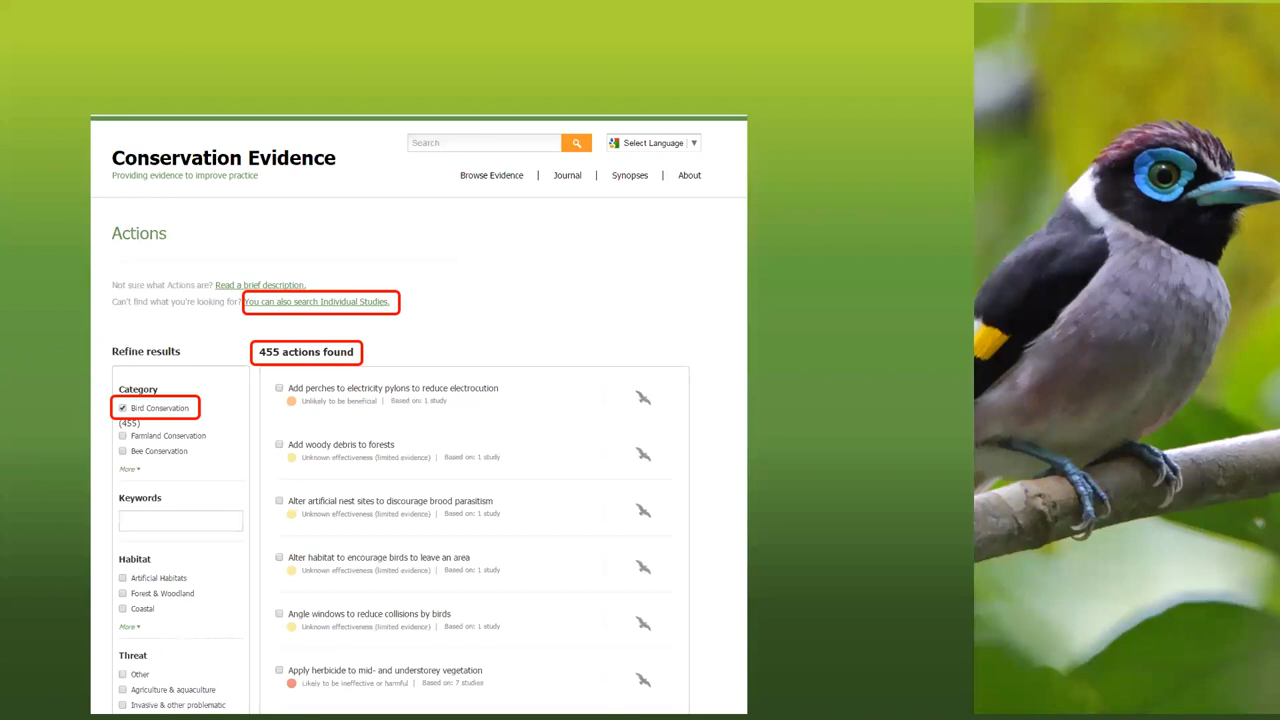 Search
Select Language ▼
Conservation Evidence
Providing evidence to improve practice
Browse Evidence | Journal | Synopses | About
Actions
Not sure what Actions are? Read a brief description.
Can't find what you're looking for? You can also search Individual Studies.
Refine results
455 actions found
Category
Bird Conservation
(455)
Farmland Conservation
Bee Conservation
More
Keywords
Habitat
Artificial Habitats
Forest & Woodland
Coastal
More
Threat
Other
Agriculture & aquaculture
Invasive & other problematic
Add perches to electricity pylons to reduce electrocution
Unlikely to be beneficial | Based on: 1 study
Add woody debris to forests
Unknown effectiveness (limited evidence) | Based on: 1 study
Alter artificial nest sites to discourage brood parasitism
Unknown effectiveness (limited evidence) | Based on: 1 study
Alter habitat to encourage birds to leave an area
Unknown effectiveness (limited evidence) | Based on: 1 study
Angle windows to reduce collisions by birds
Unknown effectiveness (limited evidence) | Based on: 1 study
Apply herbicide to mid- and understorey vegetation
Likely to be ineffective or harmful | Based on: 7 studies